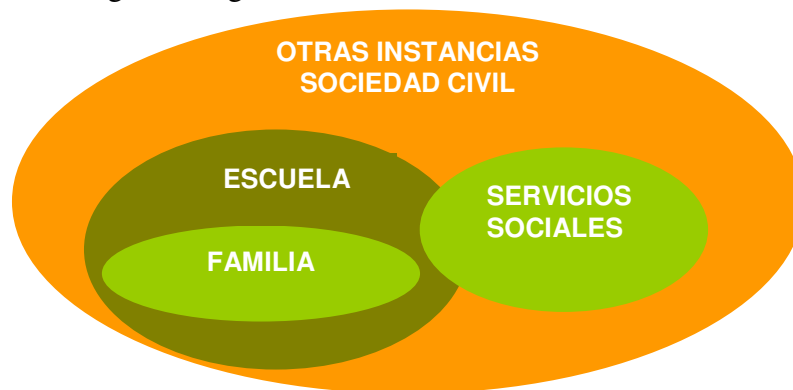 OTRAS INSTANCIAS
SOCIEDAD CIVIL
ESCUELA
SERVICIOS
SOCIALES
FAMILIA